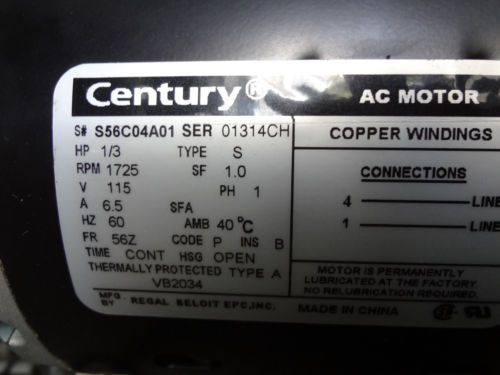 Century®
AC MOTOR
S# S56C04A01 SER 01314CH
HP 1/3 TYPE S
RPM 1725 SF 1.0
V 115 PH 1
A 6.5 SFA
HZ 60 AMB 40°C
FR 56Z CODE P INS B
TIME CONT HSG OPEN
THERMALLY PROTECTED TYPE A
VB2034
MFG. BY REGAL BELOIT EPC, INC.
COPPER WINDINGS
CONNECTIONS
4 LINE
1 LINE
MOTOR IS PERMANENTLY
LUBRICATED AT THE FACTORY.
NO RELUBRICATION REQUIRED.
MADE IN CHINA